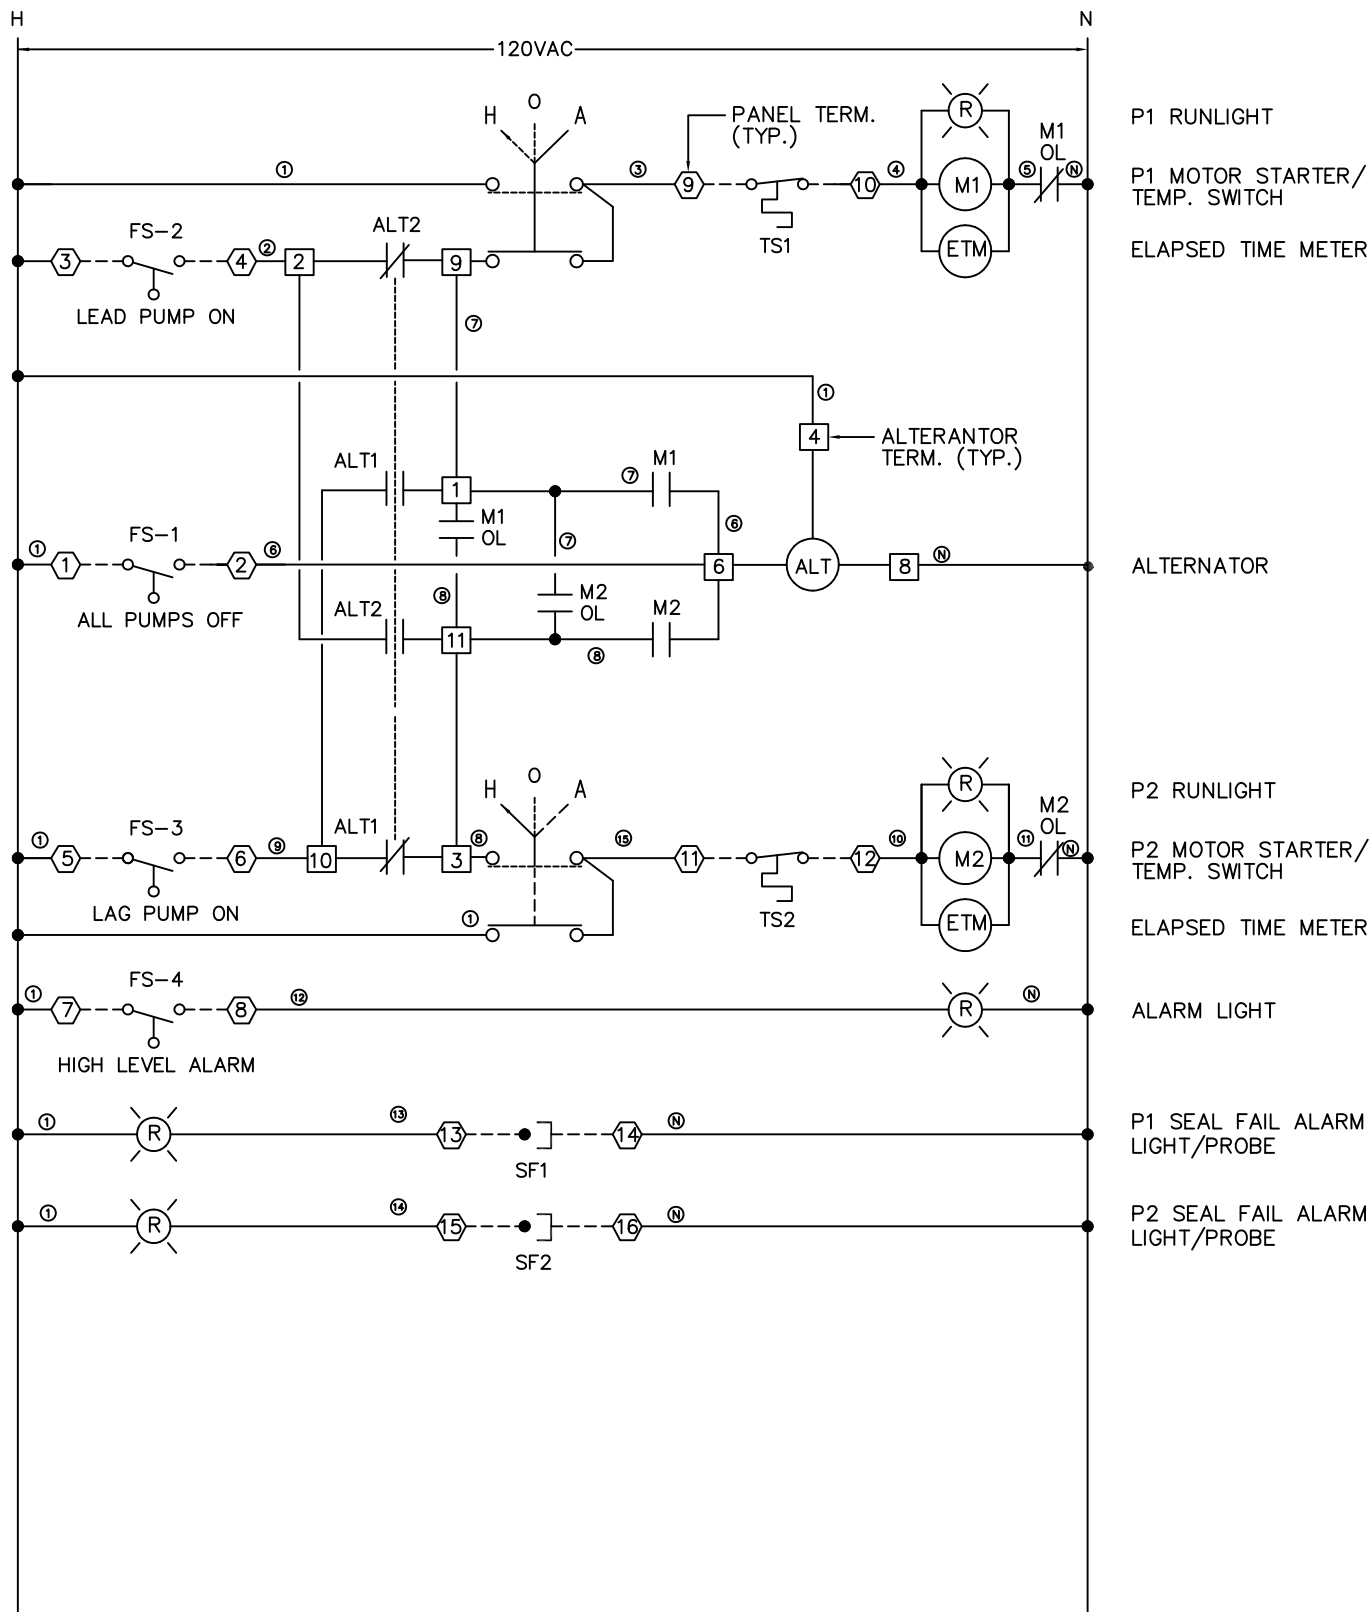 H N
120VAC
H O A
PANEL TERM.
(TYP.)
R
P1 RUNLIGHT
M1
OL
1 3 9 10 4 M1 5 N
P1 MOTOR STARTER/
TEMP. SWITCH
TS1
FS-2 ALT2
3 4 2 2 9 ETM
ELAPSED TIME METER
LEAD PUMP ON
7
1
4 ALTERANTOR
TERM. (TYP.)
ALT1 M1
1 7
M1
OL
6
7
FS-1
1 1 2 6 6 ALT 8 N
ALTERNATOR
ALL PUMPS OFF
8
M2
OL
ALT2 M2
11
8
H O A
R
P2 RUNLIGHT
M2
OL
FS-3 ALT1
1 5 6 9 10 3 8 15 11 12 10 M2 11 N
P2 MOTOR STARTER/
TEMP. SWITCH
TS2
LAG PUMP ON
1 ETM
ELAPSED TIME METER
FS-4
1 7 8 12 R N
ALARM LIGHT
HIGH LEVEL ALARM
1 R 13 13 14 N
P1 SEAL FAIL ALARM
LIGHT/PROBE
SF1
1 R 14 15 16 N
P2 SEAL FAIL ALARM
LIGHT/PROBE
SF2